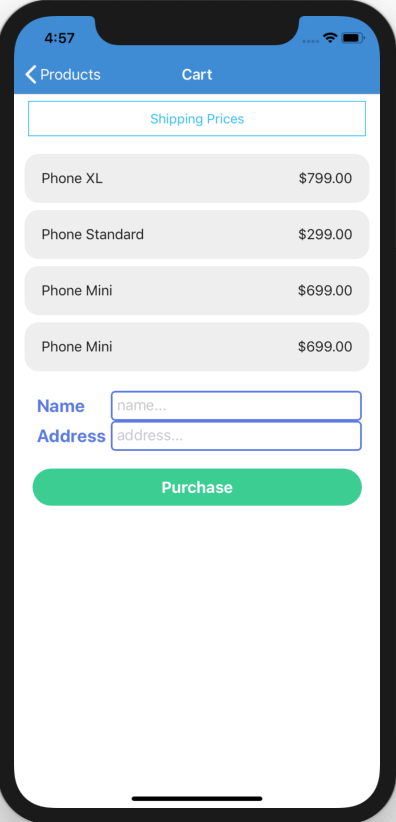 4:57
Products Cart
Shipping Prices
Phone XL $799.00
Phone Standard $299.00
Phone Mini $699.00
Phone Mini $699.00
Name name...
Address address...
Purchase